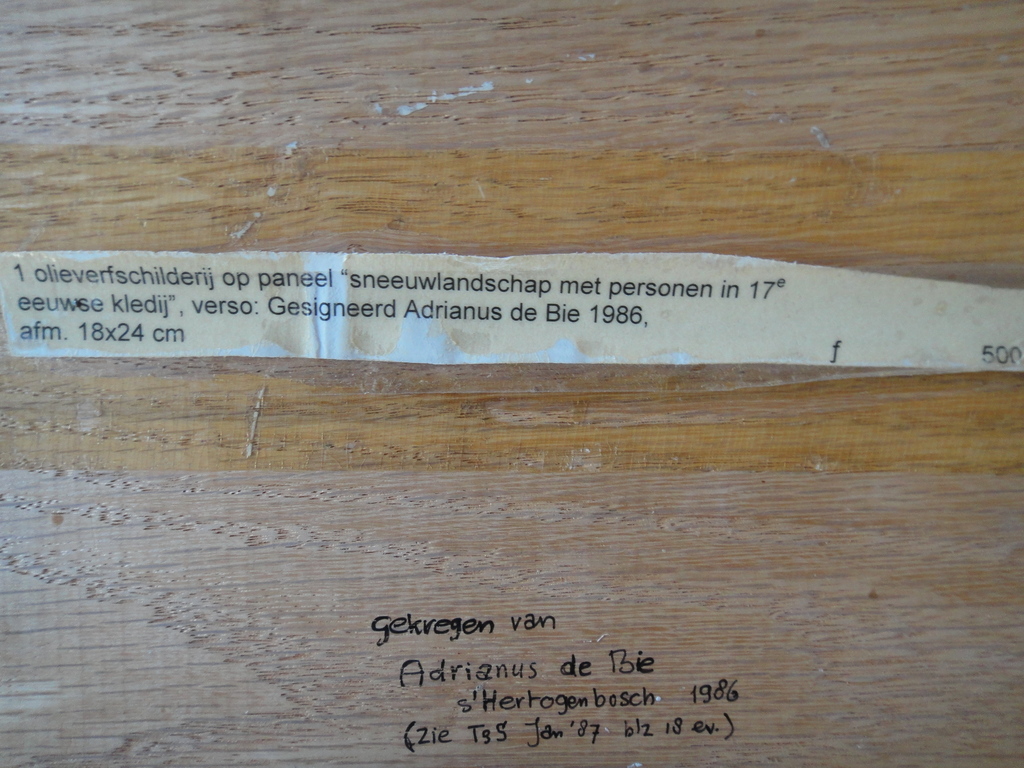 1 olieverfschilderij op paneel “sneeuwlandschap met personen in 17e
eeuwse kledij”, verso: Gesigneerd Adrianus de Bie 1986,
afm. 18x24 cm
ƒ 500
gekregen van
Adrianus de Bie
s'Hertogenbosch 1986
(zie TsS Jan '87 blz 18 ev.)